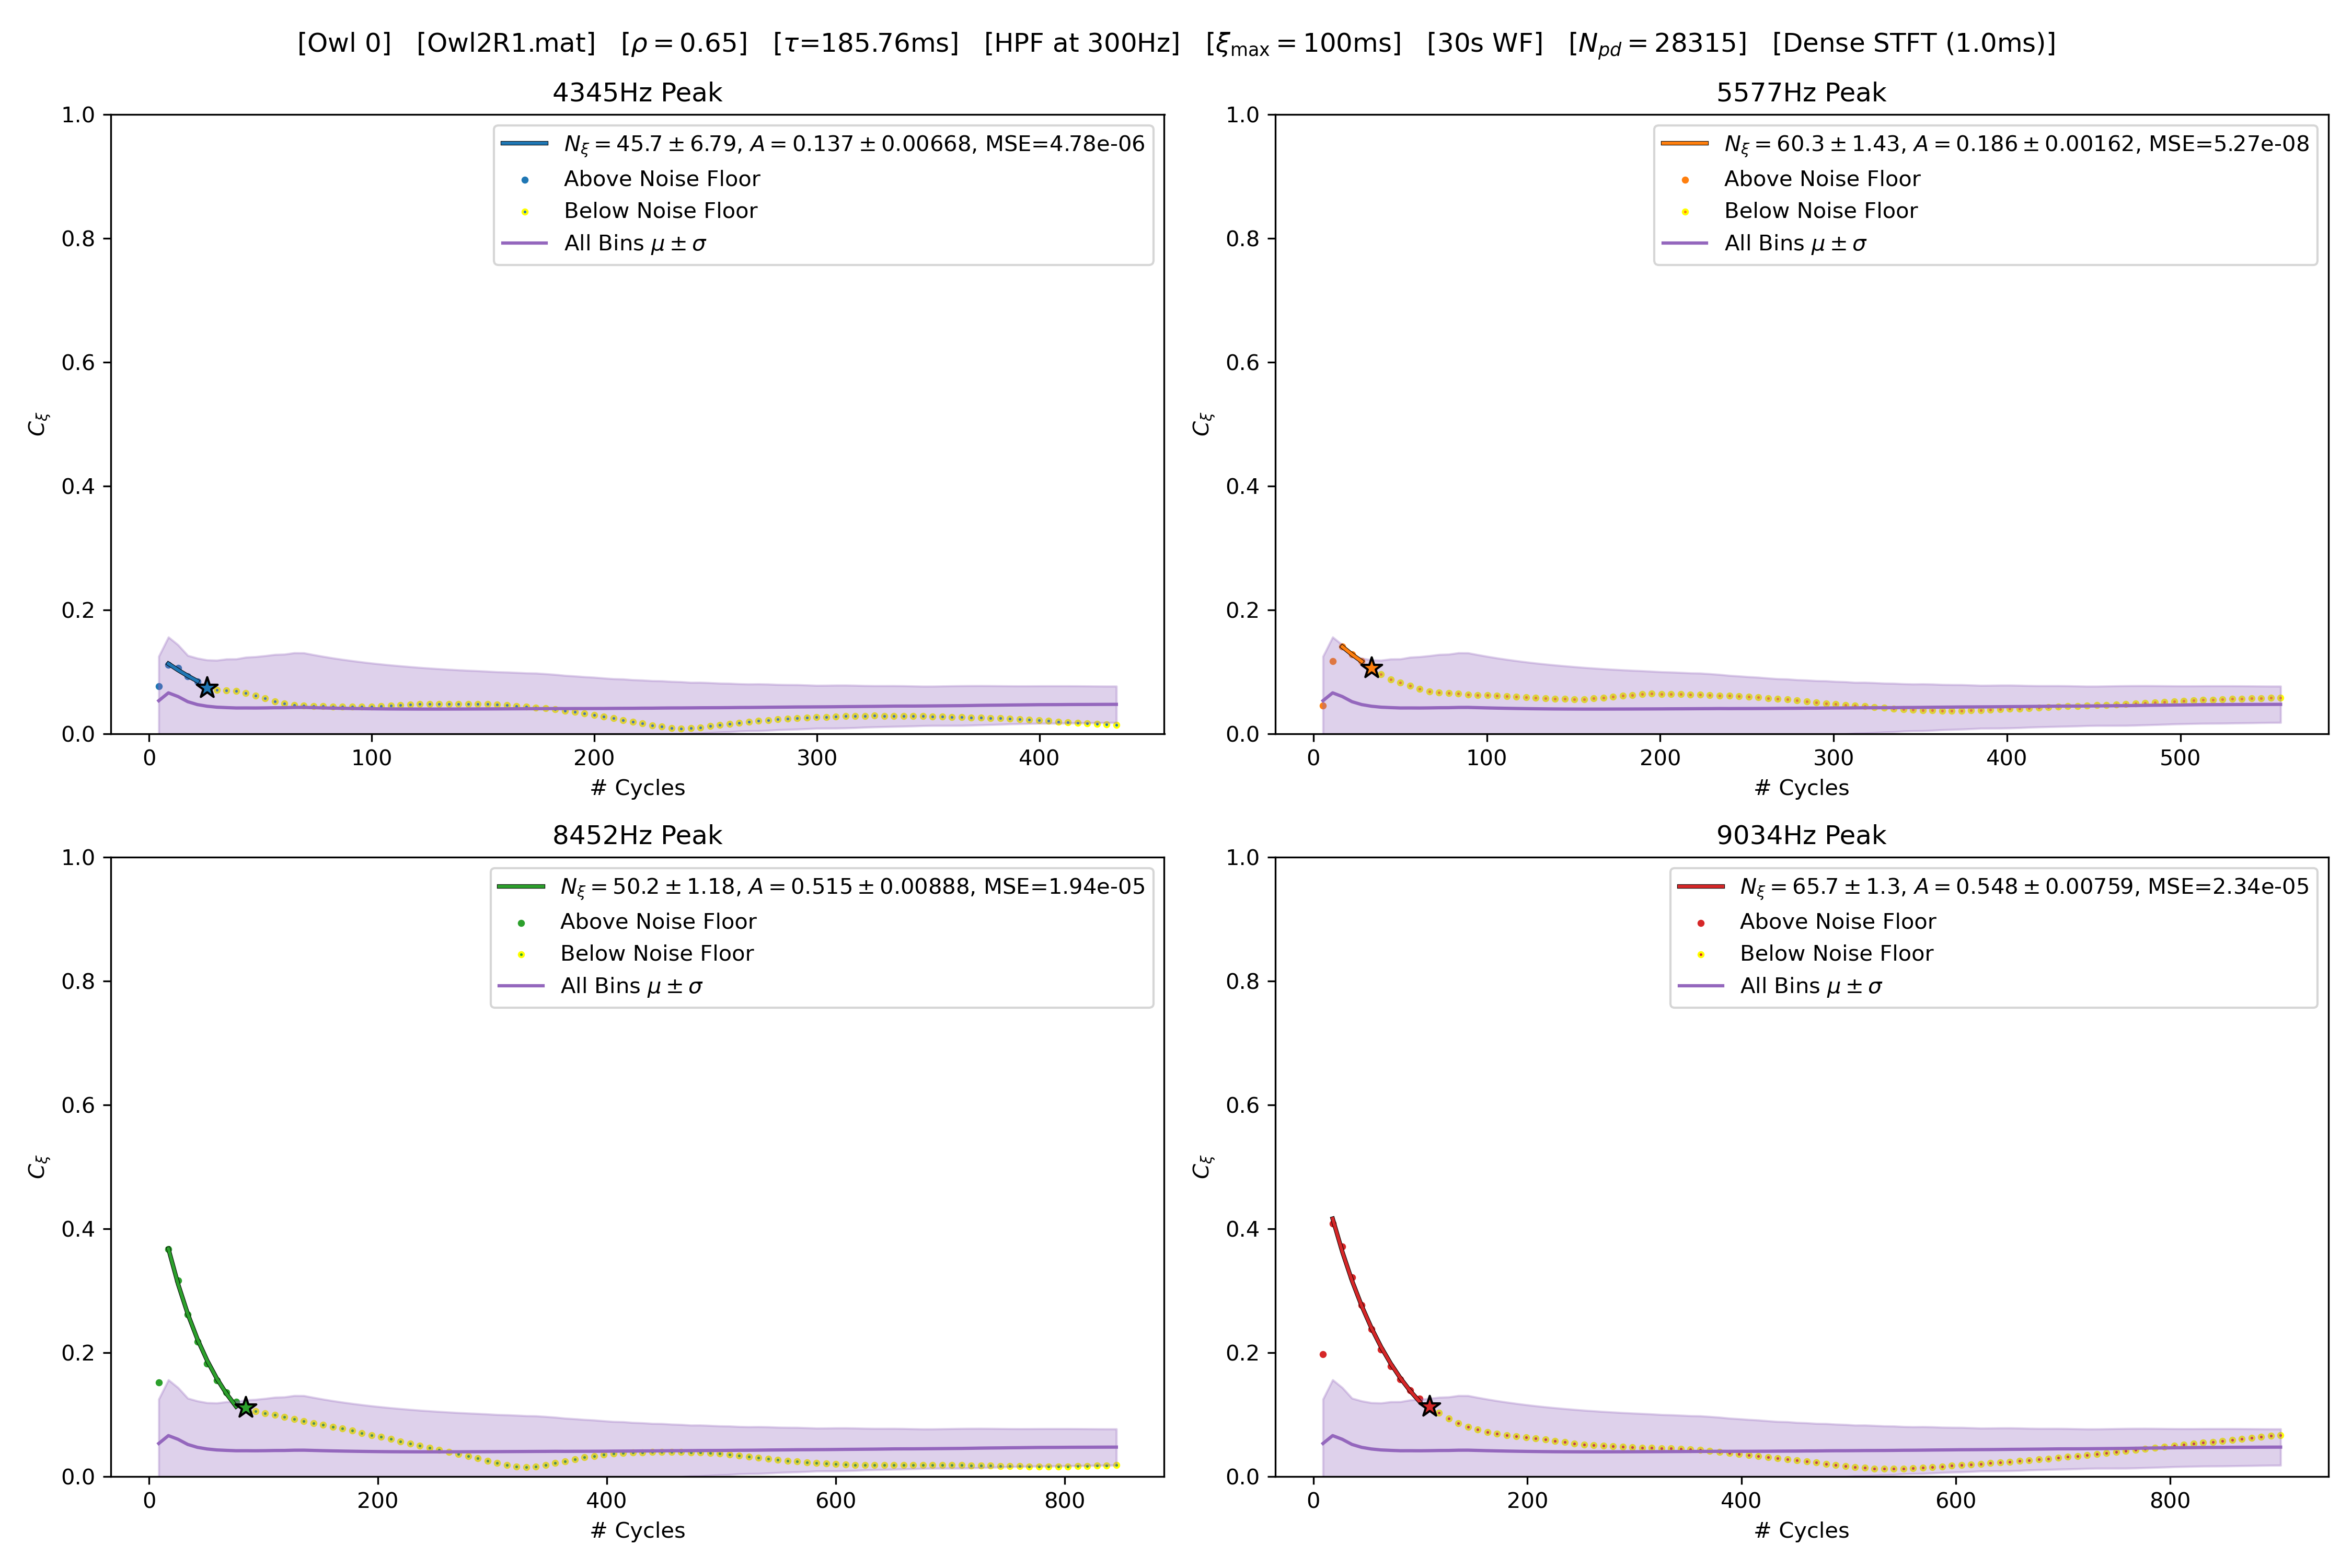 [Owl 0] [Owl2R1.mat] [ρ = 0.65] [τ=185.76ms] [HPF at 300Hz] [ξmax = 100ms] [30s WF] [Npd = 28315] [Dense STFT (1.0ms)]
4345Hz Peak
Nξ = 45.7 ± 6.79, A = 0.137 ± 0.00668, MSE=4.78e-06
Above Noise Floor
Below Noise Floor
All Bins μ ± σ
1.0
0.8
0.6
0.4
0.2
0.0
Cξ
0 100 200 300 400
# Cycles
5577Hz Peak
Nξ = 60.3 ± 1.43, A = 0.186 ± 0.00162, MSE=5.27e-08
Above Noise Floor
Below Noise Floor
All Bins μ ± σ
1.0
0.8
0.6
0.4
0.2
0.0
Cξ
0 100 200 300 400 500
# Cycles
8452Hz Peak
Nξ = 50.2 ± 1.18, A = 0.515 ± 0.00888, MSE=1.94e-05
Above Noise Floor
Below Noise Floor
All Bins μ ± σ
1.0
0.8
0.6
0.4
0.2
0.0
Cξ
0 200 400 600 800
# Cycles
9034Hz Peak
Nξ = 65.7 ± 1.3, A = 0.548 ± 0.00759, MSE=2.34e-05
Above Noise Floor
Below Noise Floor
All Bins μ ± σ
1.0
0.8
0.6
0.4
0.2
0.0
Cξ
0 200 400 600 800
# Cycles